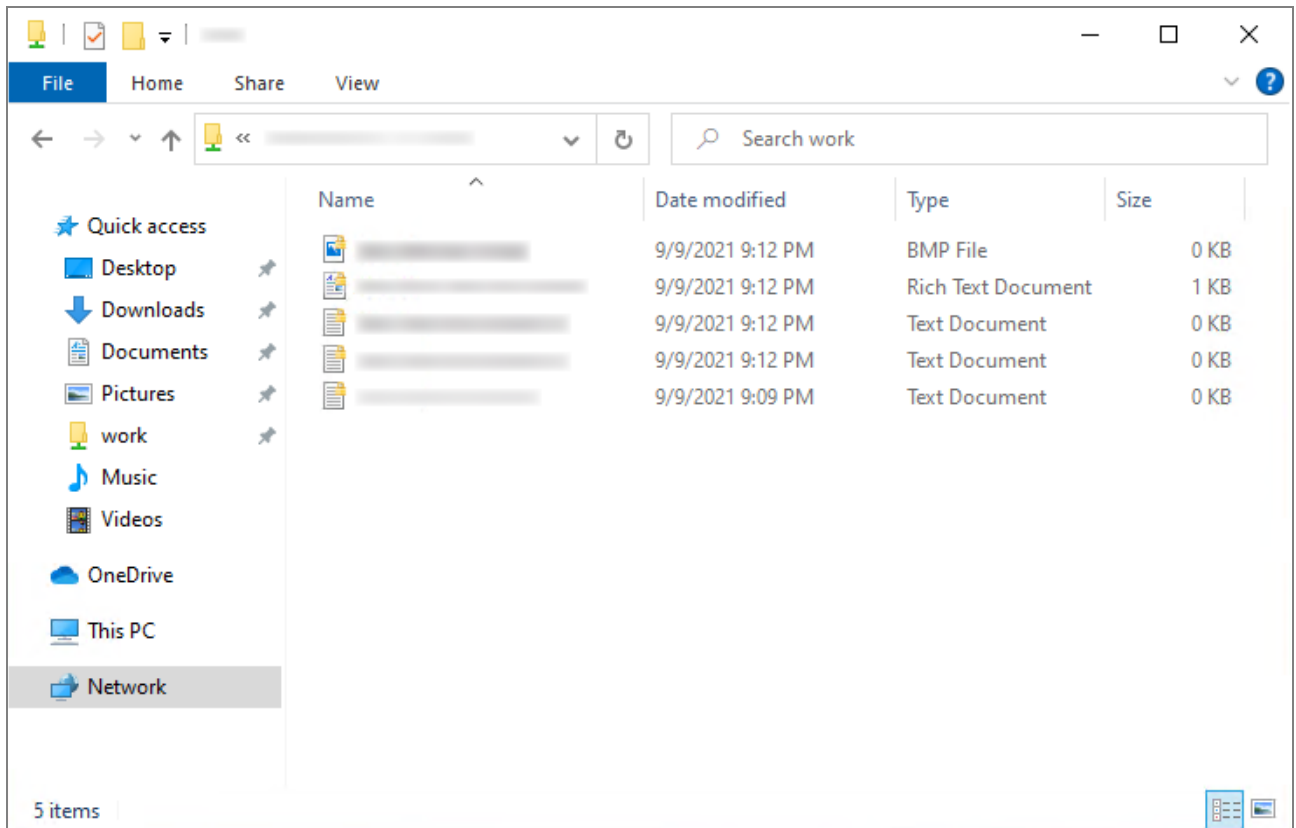 File Home Share View ?
« Search work
Name Date modified Type Size
Quick access
Desktop
Downloads
Documents
Pictures
work
Music
Videos
OneDrive
This PC
Network
9/9/2021 9:12 PM BMP File 0 KB
9/9/2021 9:12 PM Rich Text Document 1 KB
9/9/2021 9:12 PM Text Document 0 KB
9/9/2021 9:12 PM Text Document 0 KB
9/9/2021 9:09 PM Text Document 0 KB
5 items